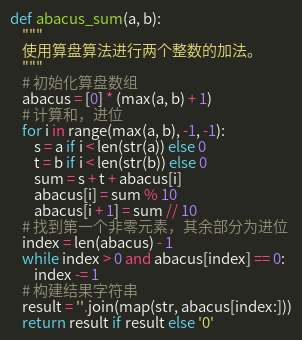 def abacus_sum(a, b):
    """
    使用算盘算法进行两个整数的加法。
    """
    # 初始化算盘数组
    abacus = [0] * (max(a, b) + 1)
    # 计算和，进位
    for i in range(max(a, b), -1, -1):
        s = a if i < len(str(a)) else 0
        t = b if i < len(str(b)) else 0
        sum = s + t + abacus[i]
        abacus[i] = sum % 10
        abacus[i + 1] = sum // 10
    # 找到第一个非零元素，其余部分为进位
    index = len(abacus) - 1
    while index > 0 and abacus[index] == 0:
        index -= 1
    # 构建结果字符串
    result = ''.join(map(str, abacus[index:]))
    return result if result else '0'